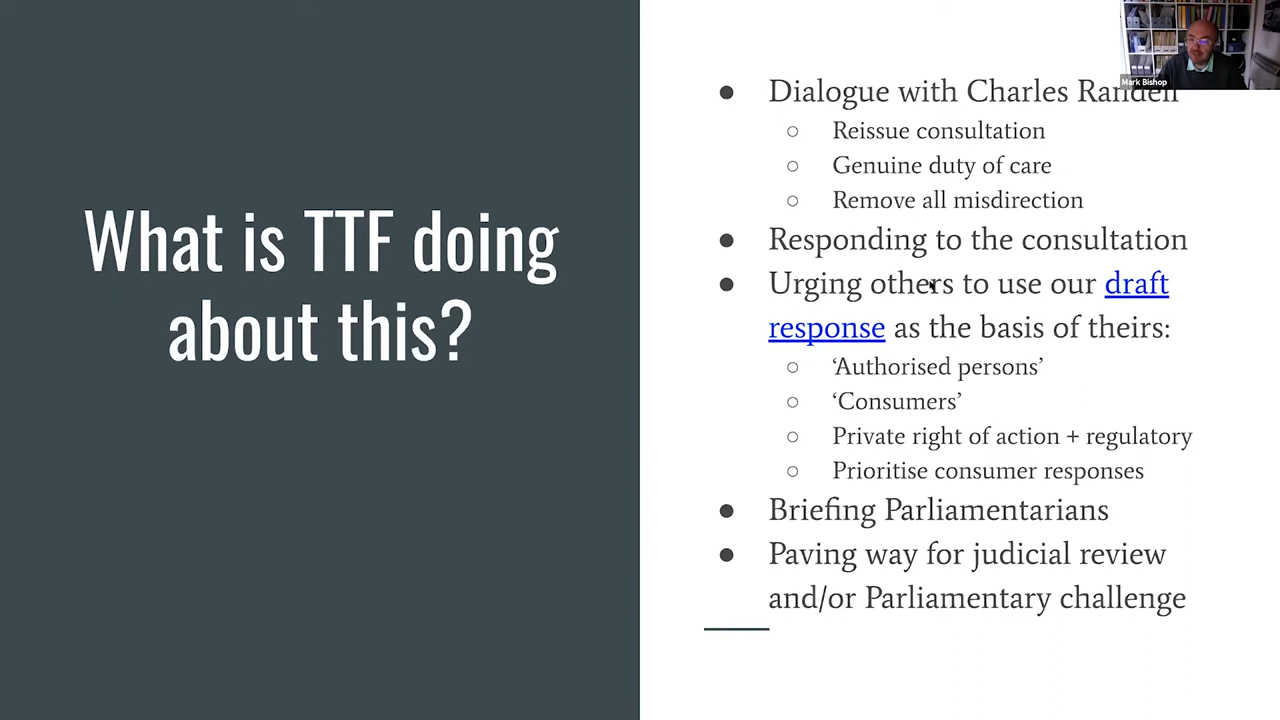 What is TTF doing
about this?
Mark Bishop
● Dialogue with Charles Randell
○ Reissue consultation
○ Genuine duty of care
○ Remove all misdirection
● Responding to the consultation
● Urging others to use our draft
response as the basis of theirs:
○ ‘Authorised persons’
○ ‘Consumers’
○ Private right of action + regulatory
○ Prioritise consumer responses
● Briefing Parliamentarians
● Paving way for judicial review
and/or Parliamentary challenge